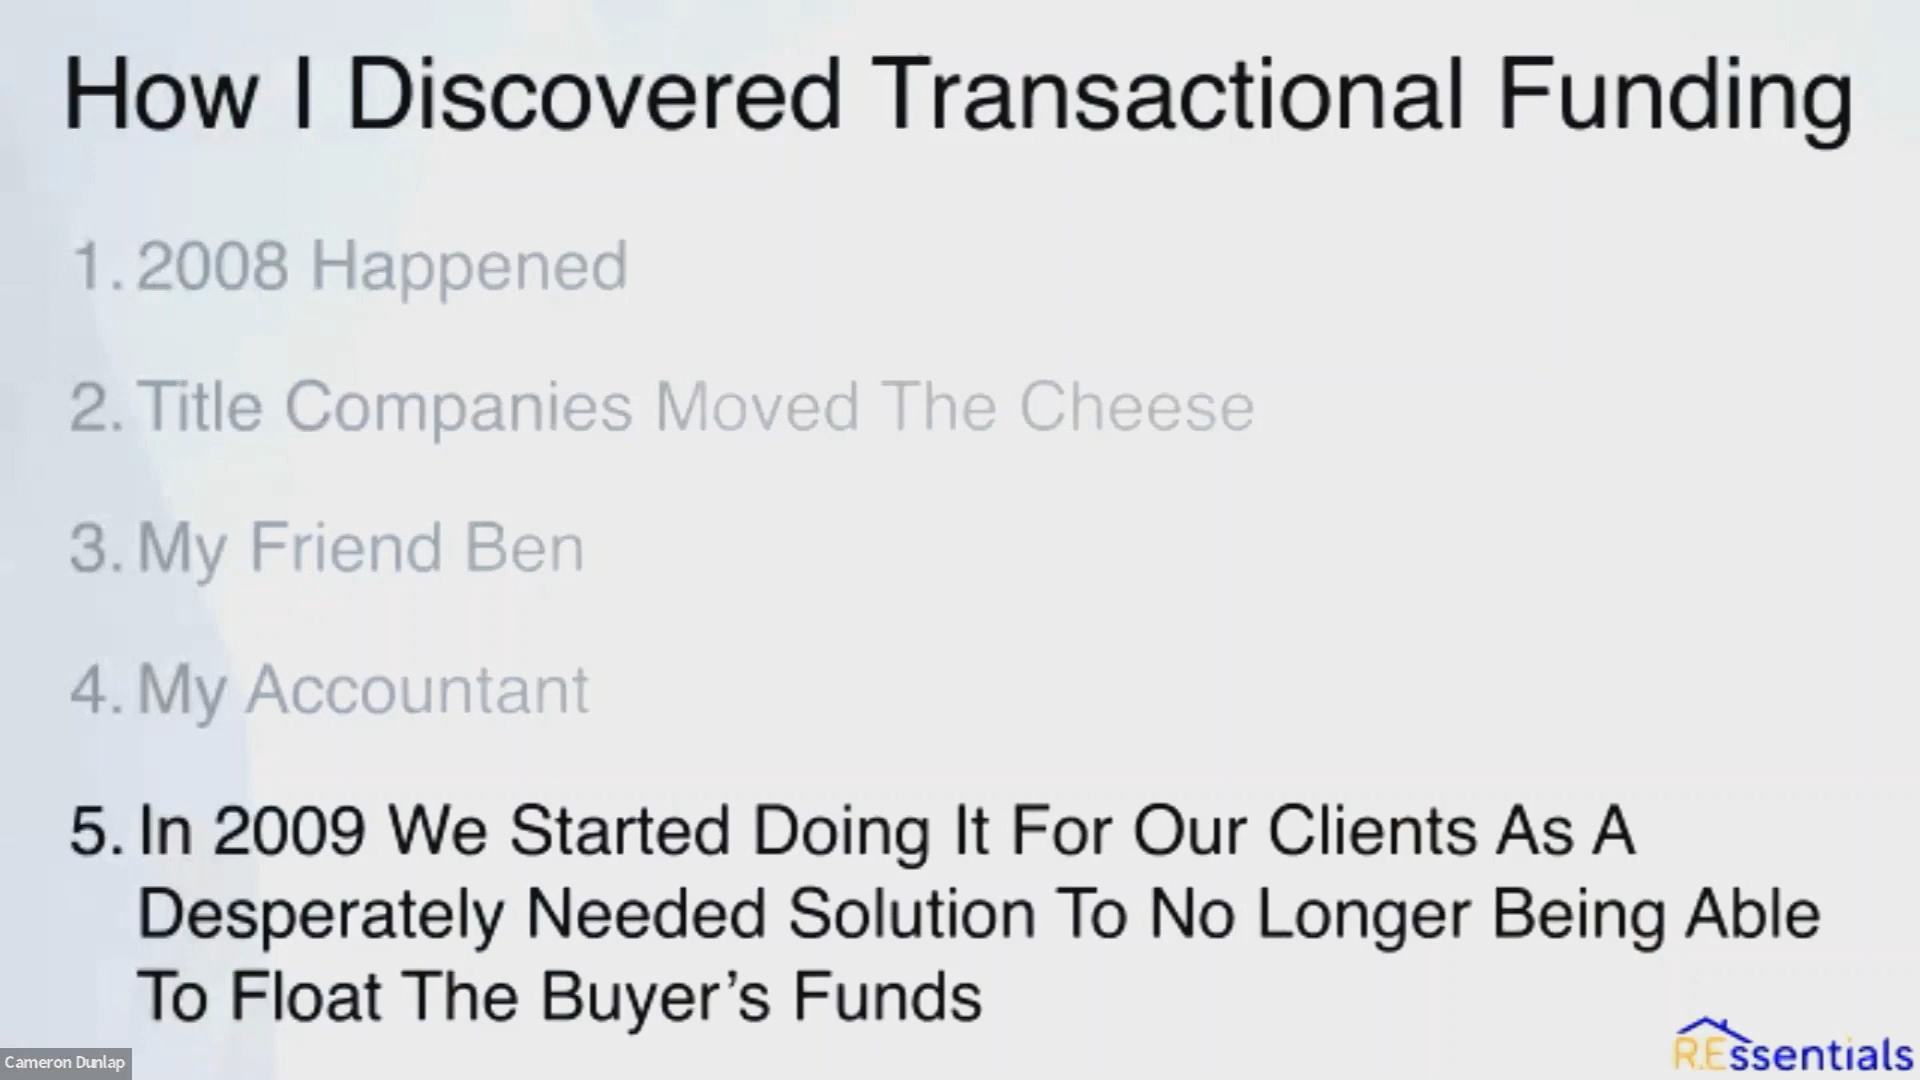 How I Discovered Transactional Funding
1. 2008 Happened
2. Title Companies Moved The Cheese
3. My Friend Ben
4. My Accountant
5. In 2009 We Started Doing It For Our Clients As A
Desperately Needed Solution To No Longer Being Able
To Float The Buyer’s Funds
Cameron Dunlap
REssentials